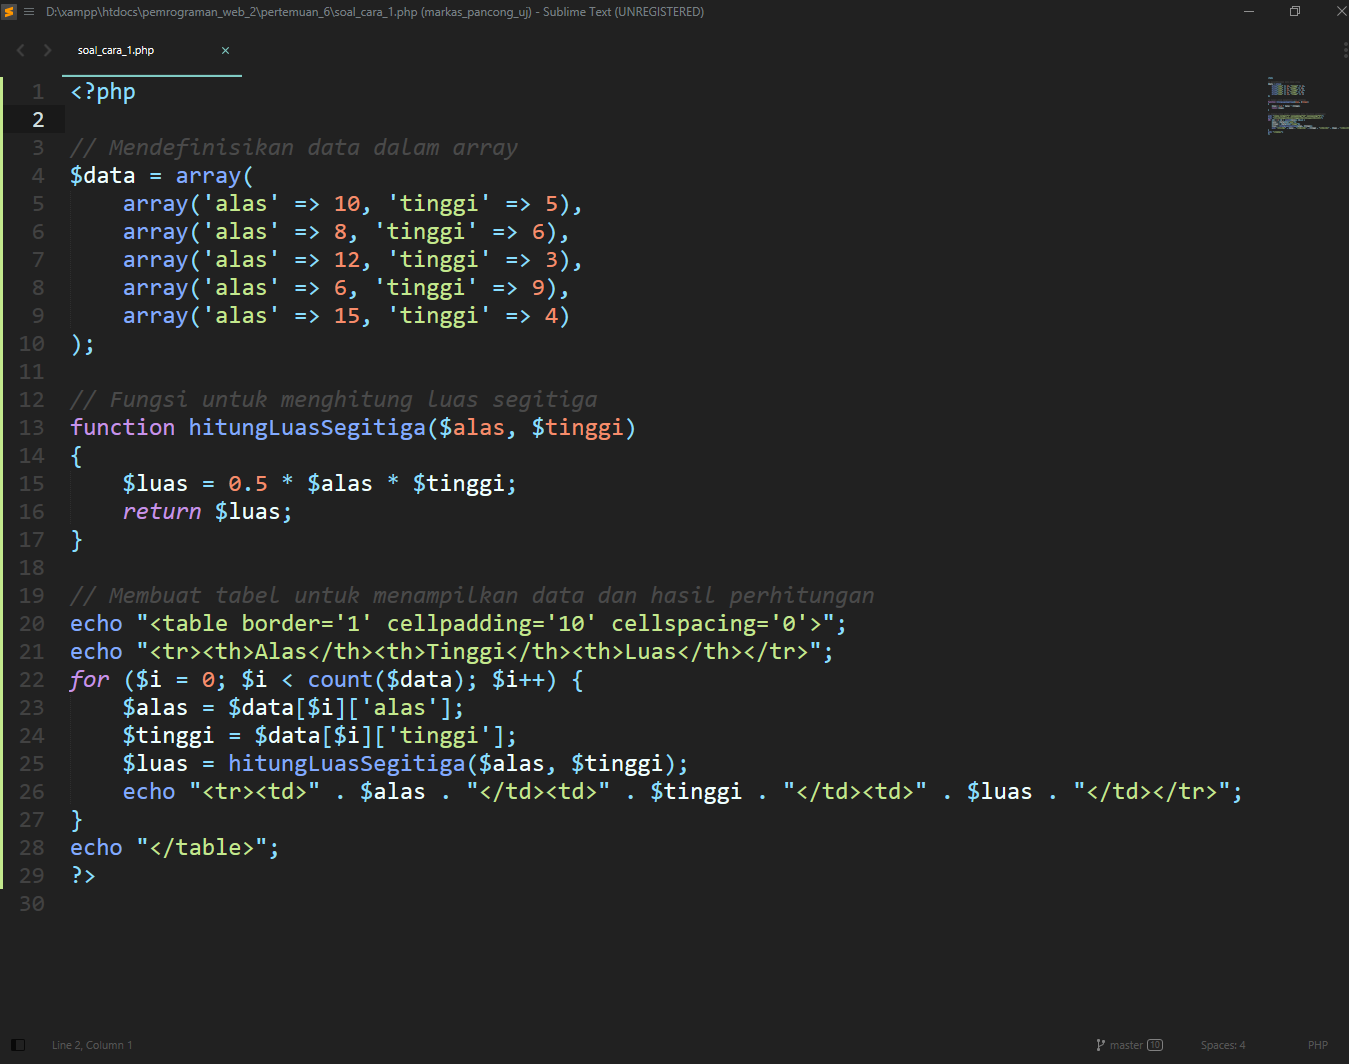 D:\xampp\htdocs\pemrograman_web_2\pertemuan_6\soal_cara_1.php (markas_pancong_uj) - Sublime Text (UNREGISTERED)
soal_cara_1.php
1 <?php
2
3 // Mendefinisikan data dalam array
4 $data = array(
5     array('alas' => 10, 'tinggi' => 5),
6     array('alas' => 8, 'tinggi' => 6),
7     array('alas' => 12, 'tinggi' => 3),
8     array('alas' => 6, 'tinggi' => 9),
9     array('alas' => 15, 'tinggi' => 4)
10 );
11
12 // Fungsi untuk menghitung luas segitiga
13 function hitungLuasSegitiga($alas, $tinggi)
14 {
15     $luas = 0.5 * $alas * $tinggi;
16     return $luas;
17 }
18
19 // Membuat tabel untuk menampilkan data dan hasil perhitungan
20 echo "<table border='1' cellpadding='10' cellspacing='0'>";
21 echo "<tr><th>Alas</th><th>Tinggi</th><th>Luas</th></tr>";
22 for ($i = 0; $i < count($data); $i++) {
23     $alas = $data[$i]['alas'];
24     $tinggi = $data[$i]['tinggi'];
25     $luas = hitungLuasSegitiga($alas, $tinggi);
26     echo "<tr><td>" . $alas . "</td><td>" . $tinggi . "</td><td>" . $luas . "</td></tr>";
27 }
28 echo "</table>";
29 ?>
30
Line 2, Column 1 master 10 Spaces: 4 PHP